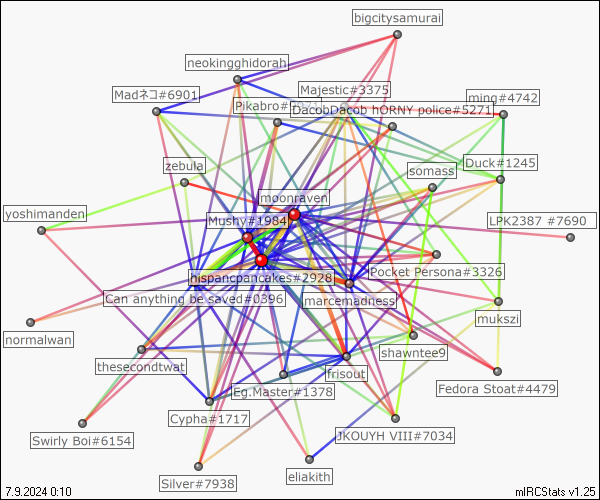 bigcitysamurai
neokingghidorah
Majestic#3375
Madネコ#6901
ming#4742
Pikabro#
DacobDacob hORNY police#5271
Duck#1245
zebula
somass
moonraven
yoshimanden
Mushy#1984
LPK2387 #7690
Pocket Persona#3326
hispancpancakes#2928
Can anything be saved#0396
marcemadness
mukszi
normalwan
thesecondtwat
shawntee9
frisout
Eg.Master#1378
Fedora Stoat#4479
Cypha#1717
JKOUYH VIII#7034
Swirly Boi#6154
Silver#7938
eliakith
7.9.2024 0:10
mIRCStats v1.25